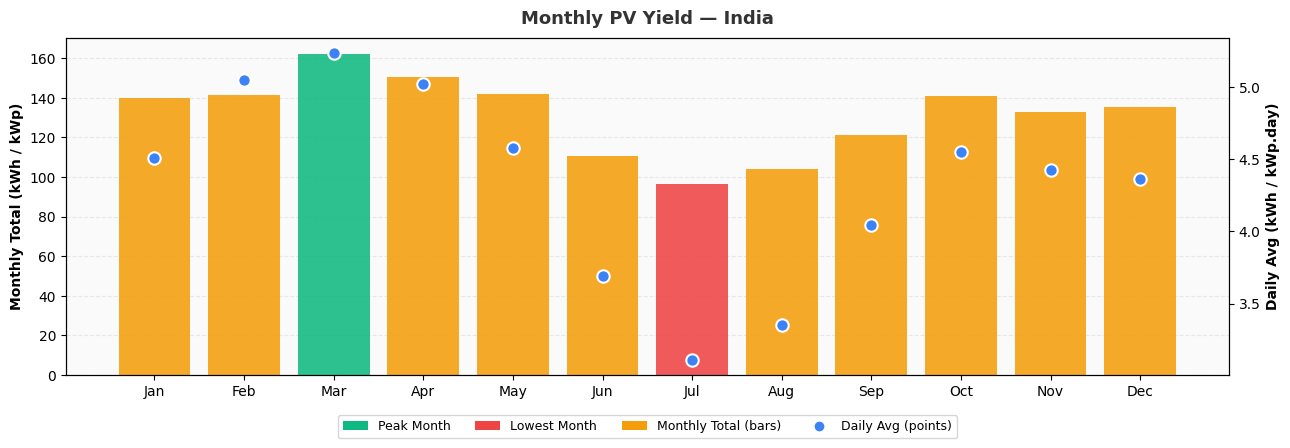 Monthly PV Yield — India
Monthly Total (kWh / kWp)
160
140
120
100
80
60
40
20
0
5.0
4.5
4.0
3.5
Daily Avg (kWh / kWp.day)
Jan Feb Mar Apr May Jun Jul Aug Sep Oct Nov Dec
Peak Month Lowest Month Monthly Total (bars) Daily Avg (points)